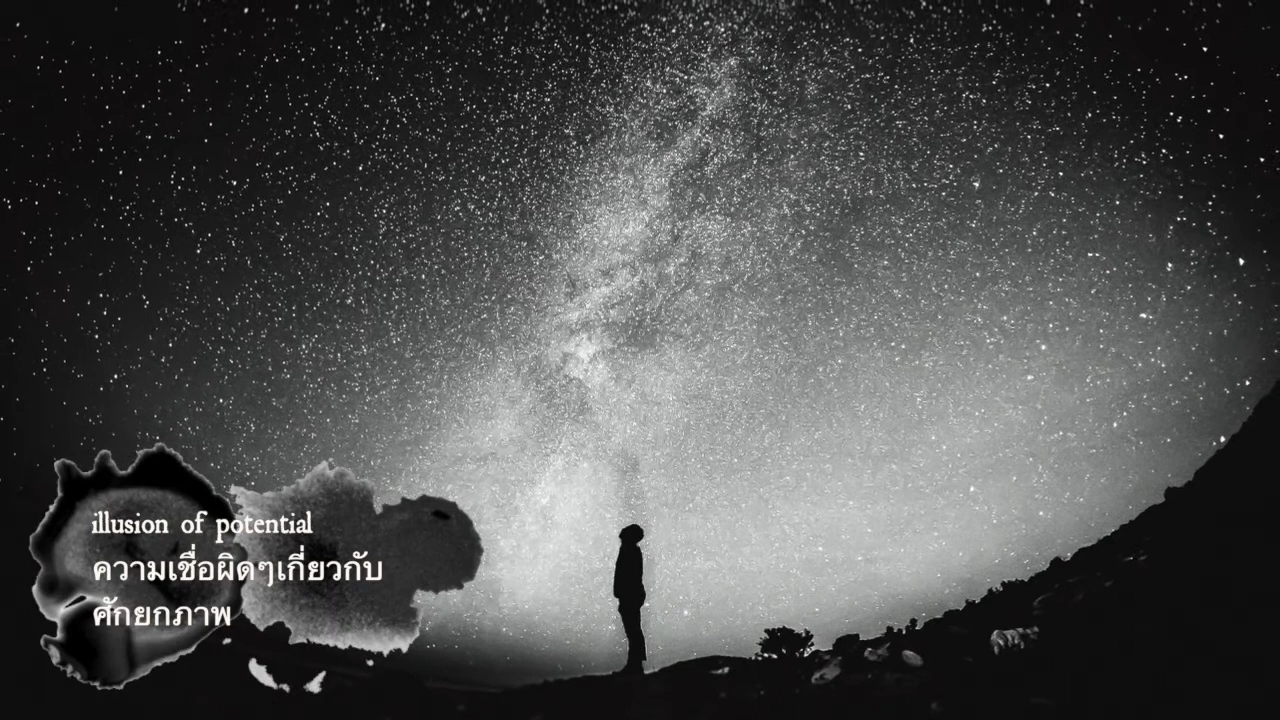 illusion of potential
ความเชื่อผิดๆเกี่ยวกับ
ศักยกภาพ